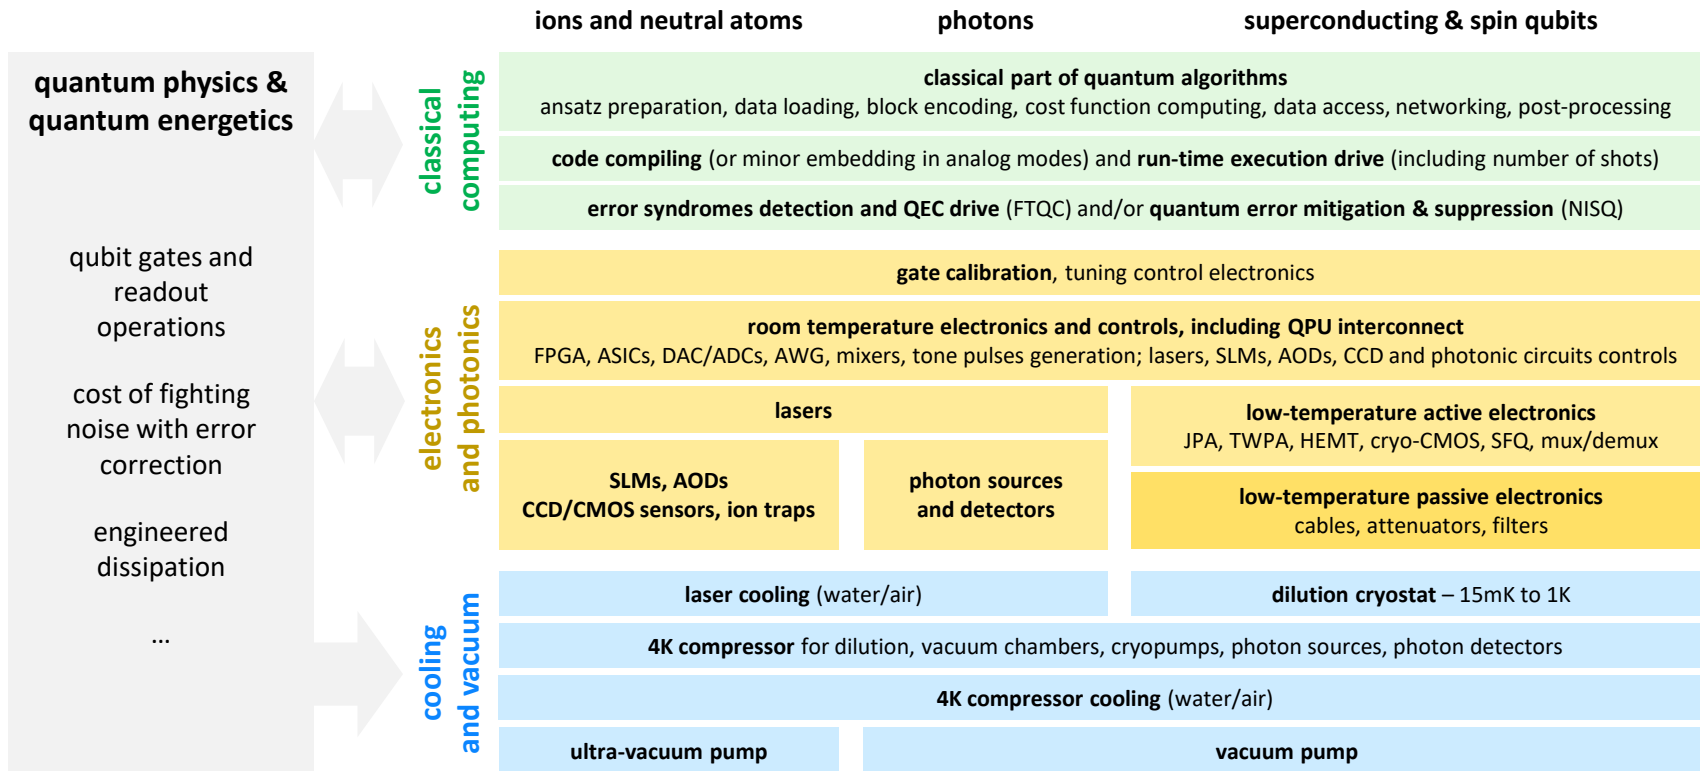 ions and neutral atoms
photons
superconducting & spin qubits
quantum physics &
quantum energetics
qubit gates and
readout
operations
cost of fighting
noise with error
correction
engineered
dissipation
...
classical
computing
classical part of quantum algorithms
ansatz preparation, data loading, block encoding, cost function computing, data access, networking, post-processing
code compiling (or minor embedding in analog modes) and run-time execution drive (including number of shots)
error syndromes detection and QEC drive (FTQC) and/or quantum error mitigation & suppression (NISQ)
electronics
and photonics
gate calibration, tuning control electronics
room temperature electronics and controls, including QPU interconnect
FPGA, ASICs, DAC/ADCs, AWG, mixers, tone pulses generation; lasers, SLMs, AODs, CCD and photonic circuits controls
lasers
low-temperature active electronics
JPA, TWPA, HEMT, cryo-CMOS, SFQ, mux/demux
SLMs, AODs
CCD/CMOS sensors, ion traps
photon sources
and detectors
low-temperature passive electronics
cables, attenuators, filters
cooling
and vacuum
laser cooling (water/air)
dilution cryostat – 15mK to 1K
4K compressor for dilution, vacuum chambers, cryopumps, photon sources, photon detectors
4K compressor cooling (water/air)
ultra-vacuum pump
vacuum pump